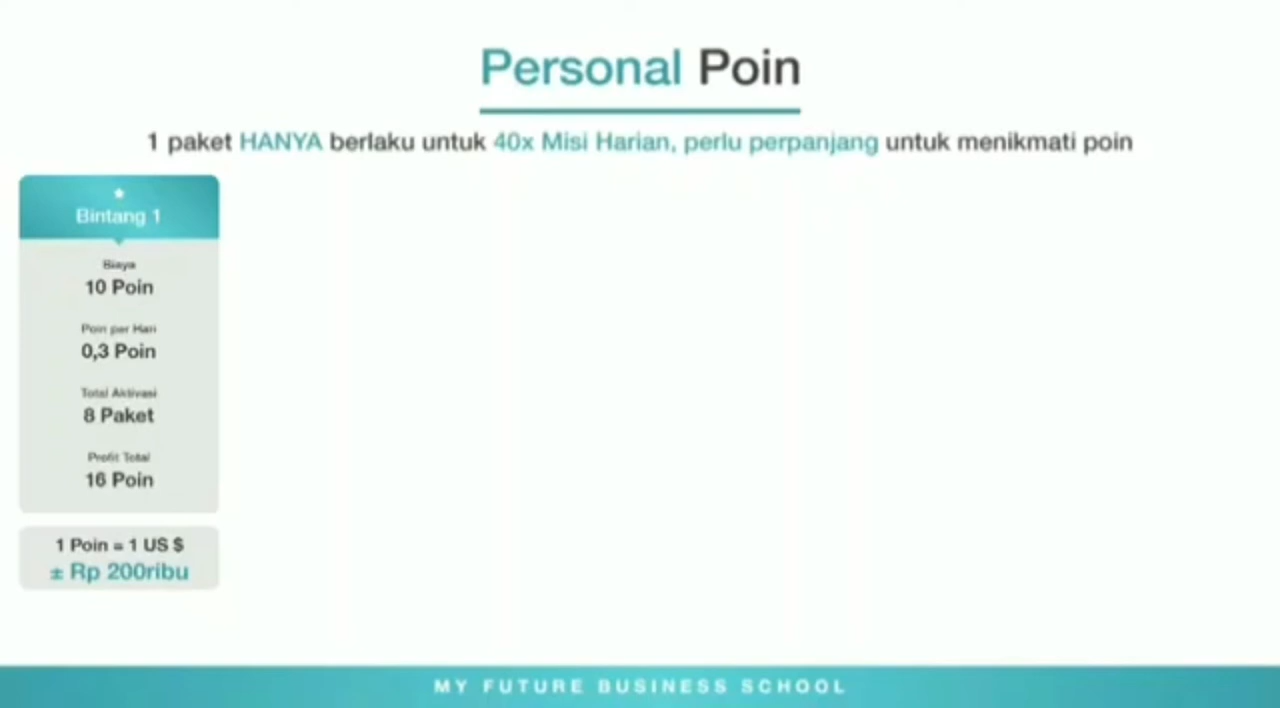 Personal Poin
1 paket HANYA berlaku untuk 40x Misi Harian, perlu perpanjang untuk menikmati poin
Bintang 1
Biaya
10 Poin
Poin per Hari
0,3 Poin
Total Aktivasi
8 Paket
Profit Total
16 Poin
1 Poin = 1 US $
± Rp 200ribu
MY FUTURE BUSINESS SCHOOL